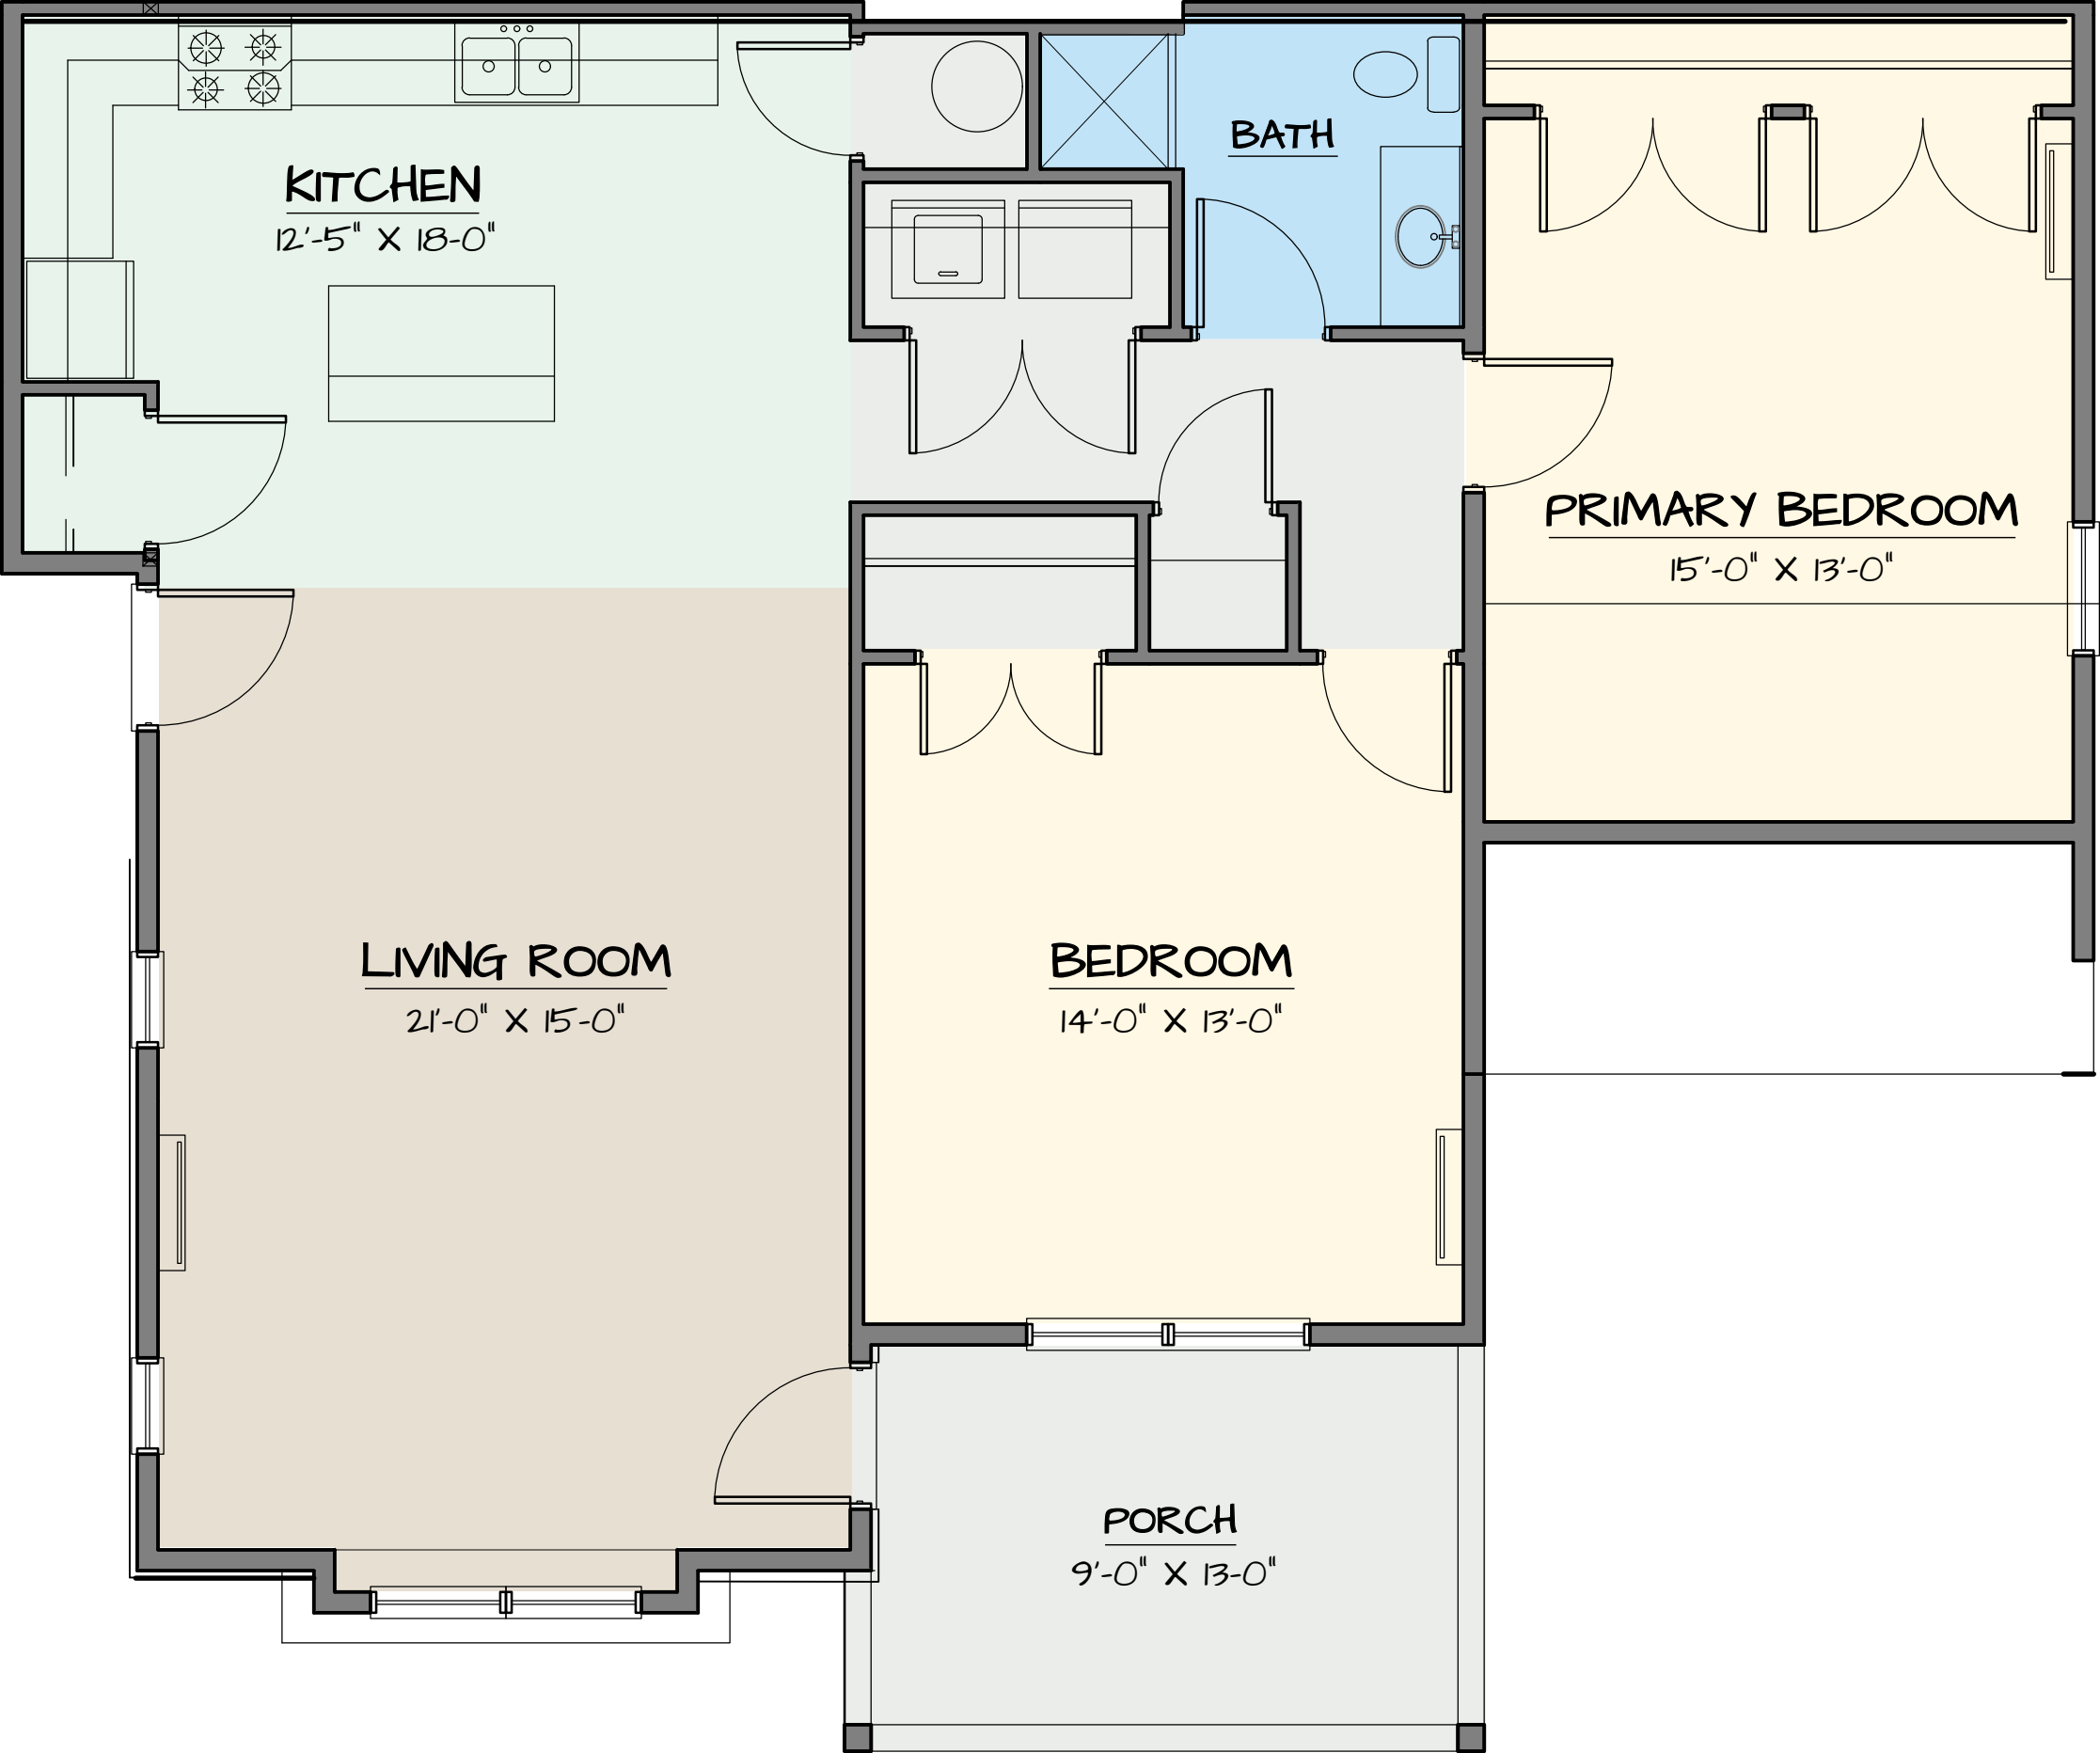 KITCHEN
12'-5" X 18-0"
BATH
PRIMARY BEDROOM
15'-0" X 13'-0"
LIVING ROOM
21'-0" X 15-0"
BEDROOM
14'-0" X 13'-0"
PORCH
9'-0" X 13-0"